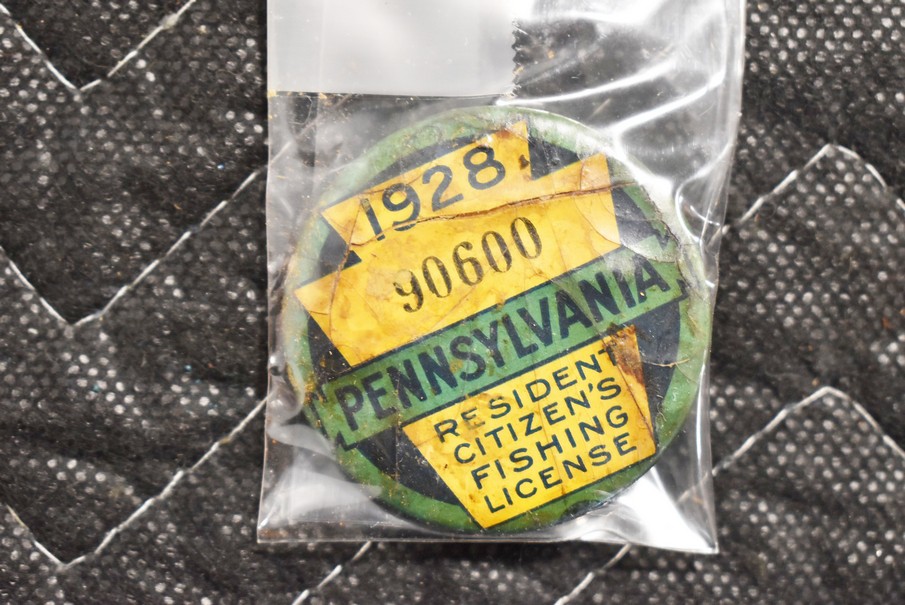 1928
90600
PENNSYLVANIA
RESIDENT
CITIZEN'S
FISHING
LICENSE